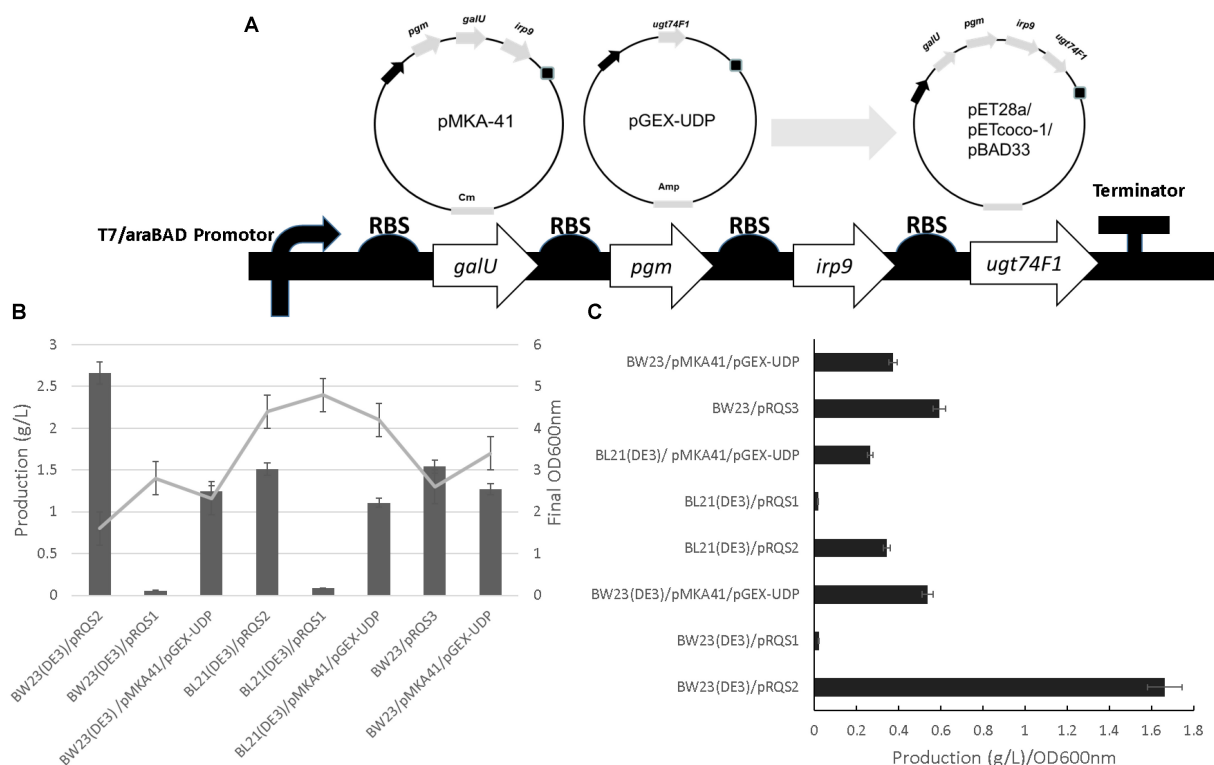 A
pgm
galU
irp9
pMKA-41
Cm
ugt74F1
pGEX-UDP
Amp
galU
pgm
irp9
ugt74F1
pET28a/
pETcoco-1/
pBAD33
T7/araBAD Promotor
RBS
RBS
RBS
RBS
Terminator
galU
pgm
irp9
ugt74F1
B
Production (g/L)
3
2.5
2
1.5
1
0.5
0
6
5
4
3
2
1
0
Final OD600nm
BW23(DE3)/pRQS2
BW23(DE3)/pRQS1
BW23(DE3) /pMKA41/pGEX-UDP
BL21(DE3)/pRQS2
BL21(DE3)/pRQS1
BL21(DE3)/pMKA41/pGEX-UDP
BW23/pRQS3
BW23/pMKA41/pGEX-UDP
C
BW23/pMKA41/pGEX-UDP
BW23/pRQS3
BL21(DE3)/ pMKA41/pGEX-UDP
BL21(DE3)/pRQS1
BL21(DE3)/pRQS2
BW23(DE3)/pMKA41/pGEX-UDP
BW23(DE3)/pRQS1
BW23(DE3)/pRQS2
0 0.2 0.4 0.6 0.8 1 1.2 1.4 1.6 1.8
Production (g/L)/OD600nm